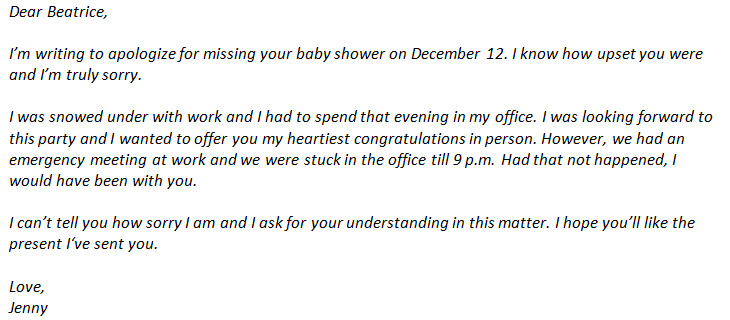 Dear Beatrice,
I’m writing to apologize for missing your baby shower on December 12. I know how upset you were
and I’m truly sorry.
I was snowed under with work and I had to spend that evening in my office. I was looking forward to
this party and I wanted to offer you my heartiest congratulations in person. However, we had an
emergency meeting at work and we were stuck in the office till 9 p.m. Had that not happened, I
would have been with you.
I can’t tell you how sorry I am and I ask for your understanding in this matter. I hope you’ll like the
present I‘ve sent you.
Love,
Jenny